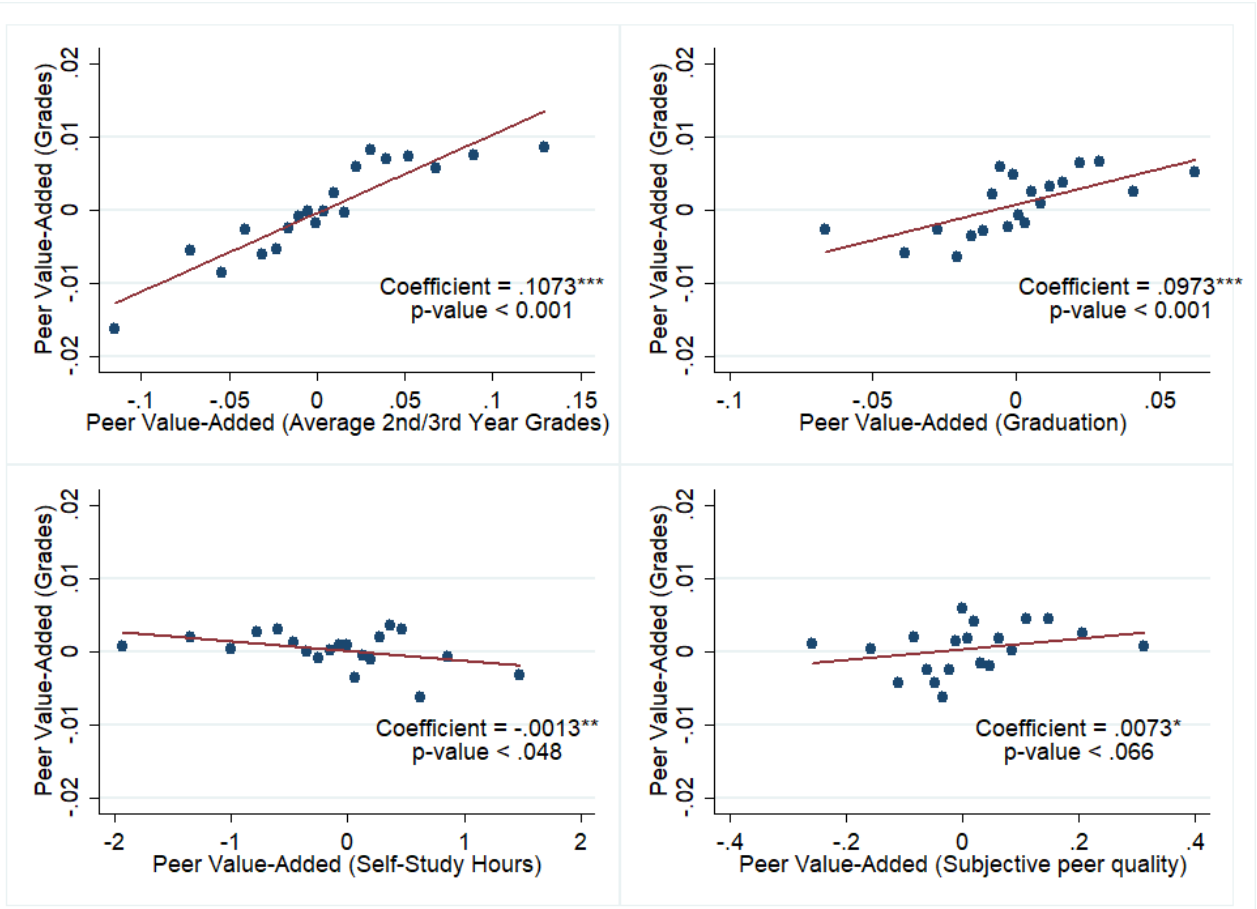 Peer Value-Added (Grades)
.02
.01
0
-.01
-.02
Coefficient = .1073***
p-value < 0.001
-.1
-.05
0
.05
.1
.15
Peer Value-Added (Average 2nd/3rd Year Grades)
Peer Value-Added (Grades)
.02
.01
0
-.01
-.02
Coefficient = .0973***
p-value < 0.001
-.1
-.05
0
.05
Peer Value-Added (Graduation)
Peer Value-Added (Grades)
.02
.01
0
-.01
-.02
Coefficient = -.0013**
p-value < .048
-2
-1
0
1
2
Peer Value-Added (Self-Study Hours)
Peer Value-Added (Grades)
.02
.01
0
-.01
-.02
Coefficient = .0073*
p-value < .066
-.4
-.2
0
.2
.4
Peer Value-Added (Subjective peer quality)